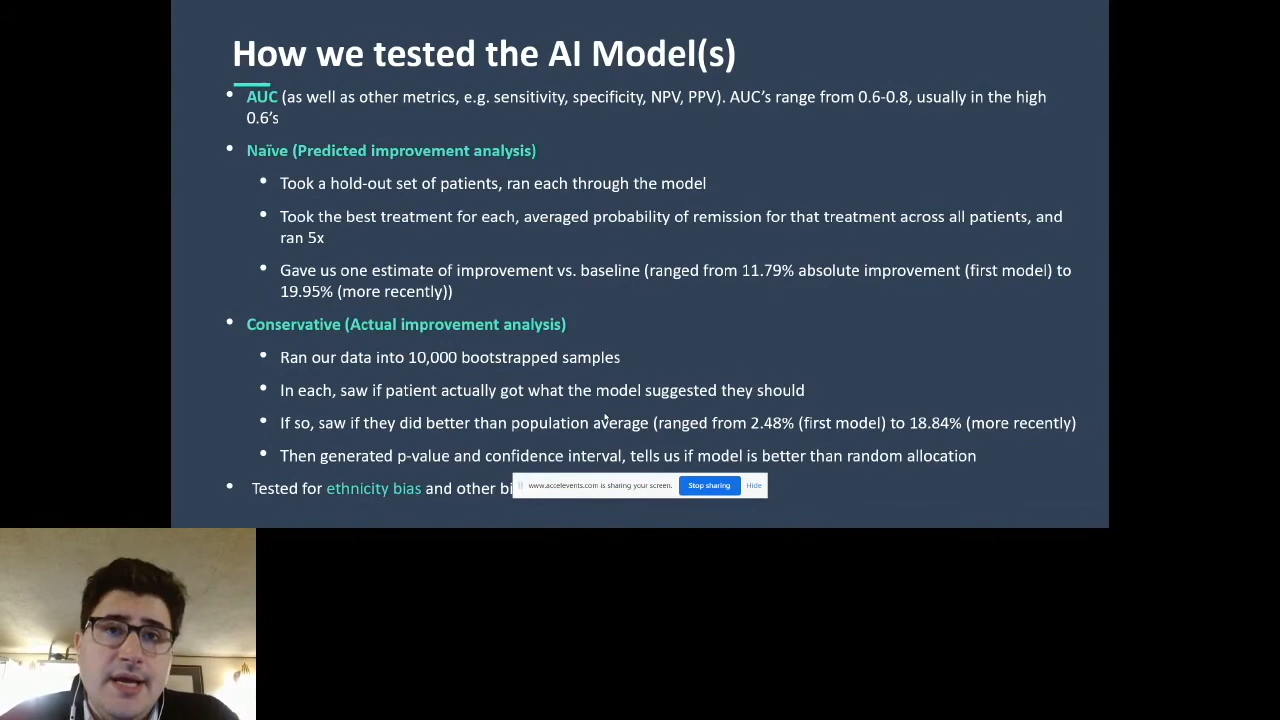 How we tested the AI Model(s)
• AUC (as well as other metrics, e.g. sensitivity, specificity, NPV, PPV). AUC's range from 0.6-0.8, usually in the high
0.6's
• Naïve (Predicted improvement analysis)
• Took a hold-out set of patients, ran each through the model
• Took the best treatment for each, averaged probability of remission for that treatment across all patients, and
ran 5x
• Gave us one estimate of improvement vs. baseline (ranged from 11.79% absolute improvement (first model) to
19.95% (more recently))
• Conservative (Actual improvement analysis)
• Ran our data into 10,000 bootstrapped samples
• In each, saw if patient actually got what the model suggested they should
• If so, saw if they did better than population average (ranged from 2.48% (first model) to 18.84% (more recently)
• Then generated p-value and confidence interval, tells us if model is better than random allocation
• Tested for ethnicity bias and other bi
www.accelevents.com is sharing your screen. Stop sharing Hide